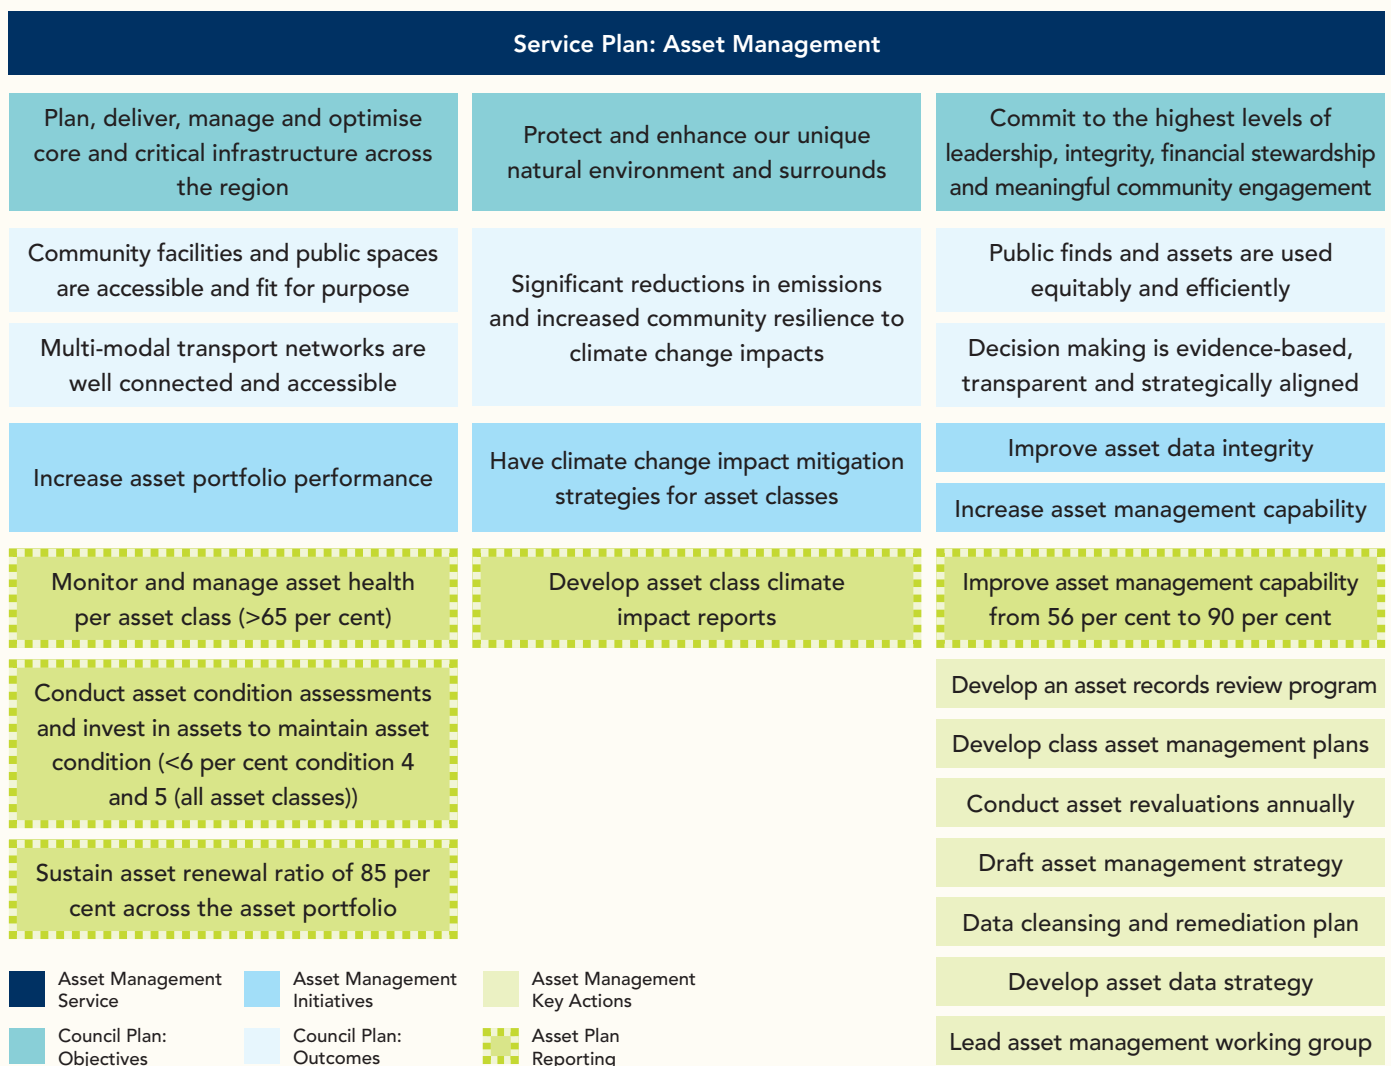 Service Plan: Asset Management
Plan, deliver, manage and optimise
core and critical infrastructure across
the region
Protect and enhance our unique
natural environment and surrounds
Commit to the highest levels of
leadership, integrity, financial stewardship
and meaningful community engagement
Community facilities and public spaces
are accessible and fit for purpose
Multi-modal transport networks are
well connected and accessible
Significant reductions in emissions
and increased community resilience to
climate change impacts
Public finds and assets are used
equitably and efficiently
Decision making is evidence-based,
transparent and strategically aligned
Increase asset portfolio performance
Have climate change impact mitigation
strategies for asset classes
Improve asset data integrity
Increase asset management capability
Monitor and manage asset health
per asset class (>65 per cent)
Develop asset class climate
impact reports
Improve asset management capability
from 56 per cent to 90 per cent
Conduct asset condition assessments
and invest in assets to maintain asset
condition (<6 per cent condition 4
and 5 (all asset classes))
Sustain asset renewal ratio of 85 per
cent across the asset portfolio
Develop an asset records review program
Develop class asset management plans
Conduct asset revaluations annually
Draft asset management strategy
Data cleansing and remediation plan
Develop asset data strategy
Lead asset management working group
Asset Management
Service
Asset Management
Initiatives
Asset Management
Key Actions
Council Plan:
Objectives
Council Plan:
Outcomes
Asset Plan
Reporting